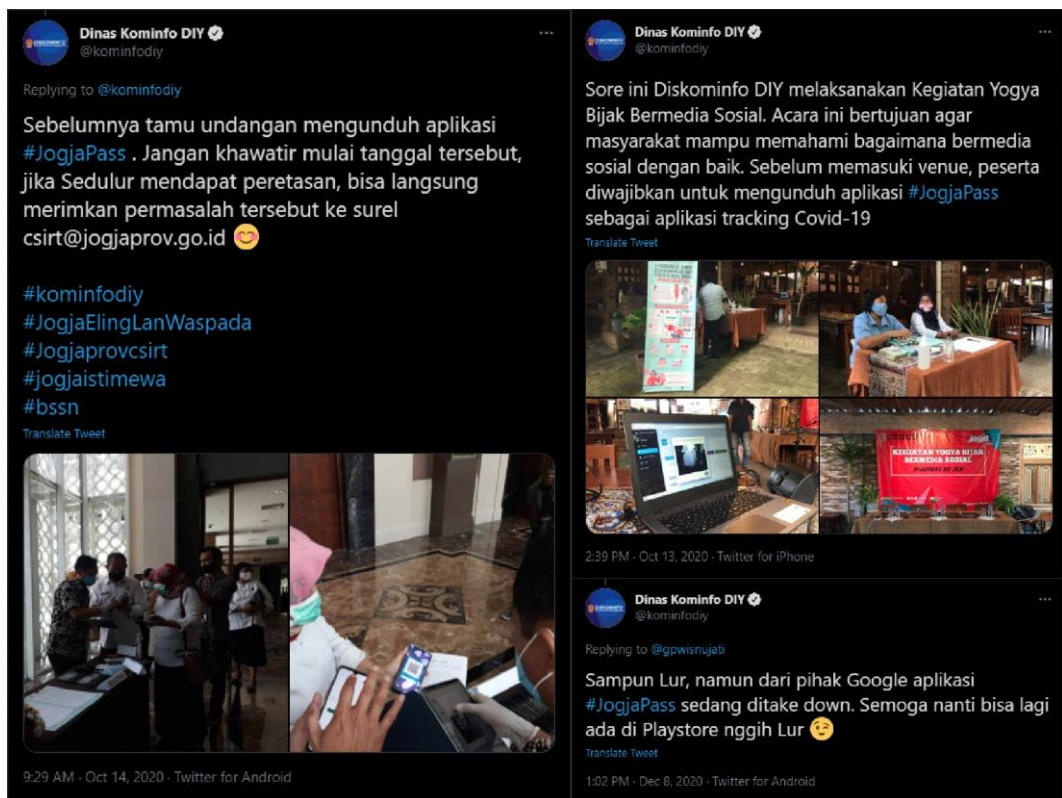 Dinas Kominfo DIY
@kominfodiy
Replying to @kominfodiy
Sebelumnya tamu undangan mengunduh aplikasi
#JogjaPass . Jangan khawatir mulai tanggal tersebut,
jika Sedulur mendapat peretasan, bisa langsung
merimkan permasalah tersebut ke surel
csirt@jogjaprov.go.id 😊
#kominfodiy
#JogjaElingLanWaspada
#Jogjaprovcsirt
#jogjaistimewa
#bssn
Translate Tweet
9:29 AM · Oct 14, 2020 · Twitter for Android
Dinas Kominfo DIY
@kominfodiy
Sore ini Diskominfo DIY melaksanakan Kegiatan Yogya
Bijak Bermedia Sosial. Acara ini bertujuan agar
masyarakat mampu memahami bagaimana bermedia
sosial dengan baik. Sebelum memasuki venue, peserta
diwajibkan untuk mengunduh aplikasi #JogjaPass
sebagai aplikasi tracking Covid-19
Translate Tweet
KEGIATAN YOGYA BIJAK
BERMEDIA SOSIAL
2:39 PM · Oct 13, 2020 · Twitter for iPhone
Dinas Kominfo DIY
@kominfodiy
Replying to @gpwisnujati
Sampun Lur, namun dari pihak Google aplikasi
#JogjaPass sedang ditake down. Semoga nanti bisa lagi
ada di Playstore nggih Lur 😉
Translate Tweet
1:02 PM · Dec 8, 2020 · Twitter for Android